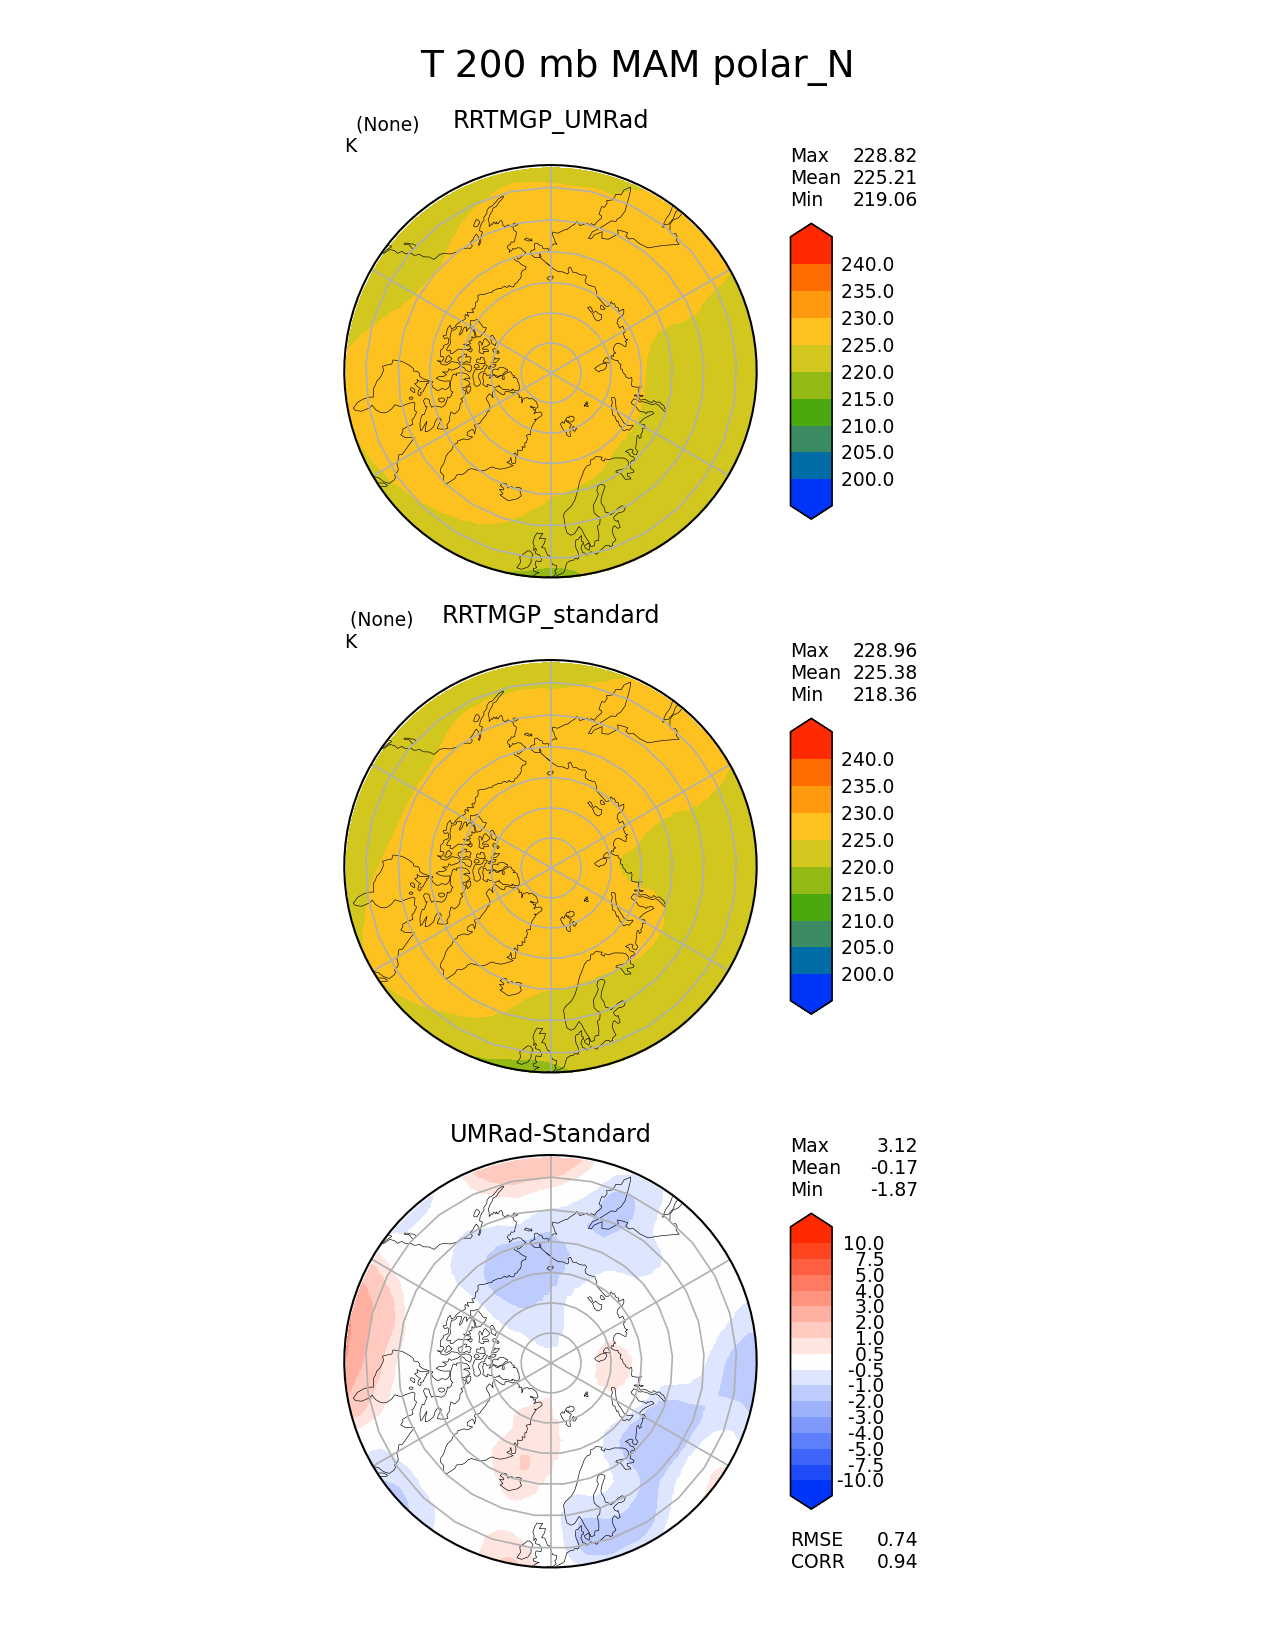 T 200 mb MAM polar_N
(None) RRTMGP_UMRad
K
Max 228.82
Mean 225.21
Min 219.06
240.0
235.0
230.0
225.0
220.0
215.0
210.0
205.0
200.0
(None) RRTMGP_standard
K
Max 228.96
Mean 225.38
Min 218.36
240.0
235.0
230.0
225.0
220.0
215.0
210.0
205.0
200.0
UMRad-Standard
Max 3.12
Mean -0.17
Min -1.87
10.0
7.5
5.0
4.0
3.0
2.0
1.0
0.5
-0.5
-1.0
-2.0
-3.0
-4.0
-5.0
-7.5
-10.0
RMSE 0.74
CORR 0.94